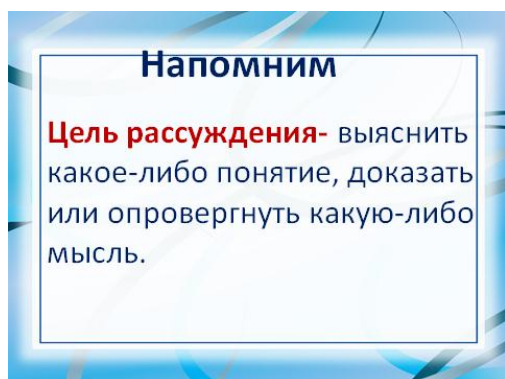 Напомним
Цель рассуждения- выяснить
какое-либо понятие, доказать
или опровергнуть какую-либо
мысль.